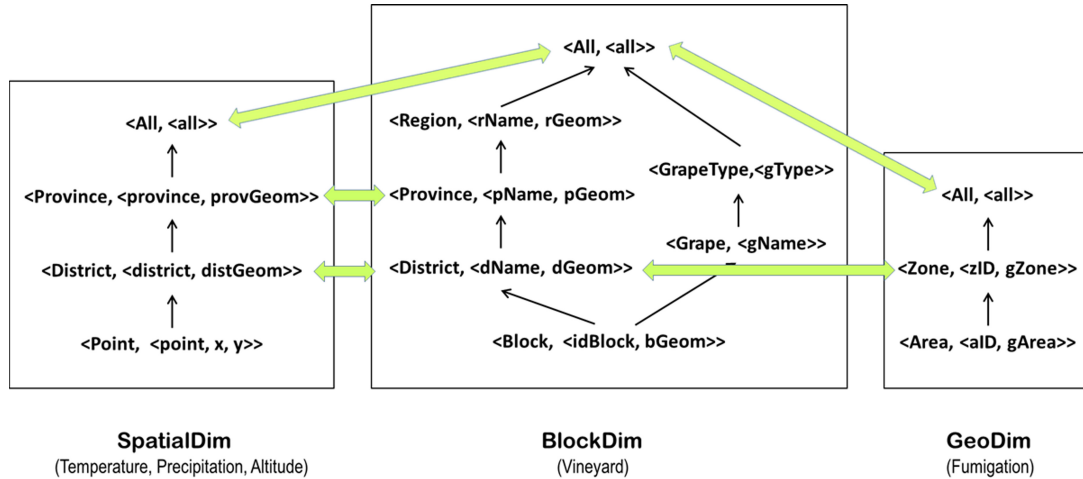 <All, <all>>
<Province, <province, provGeom>>
<District, <district, distGeom>>
<Point, <point, x, y>>
<All, <all>>
<Region, <rName, rGeom>>
<Province, <pName, pGeom>
<District, <dName, dGeom>>
<GrapeType,<gType>>
<Grape, <gName>>
<Block, <idBlock, bGeom>>
<All, <all>>
<Zone, <zID, gZone>>
<Area, <aID, gArea>>
SpatialDim
(Temperature, Precipitation, Altitude)
BlockDim
(Vineyard)
GeoDim
(Fumigation)